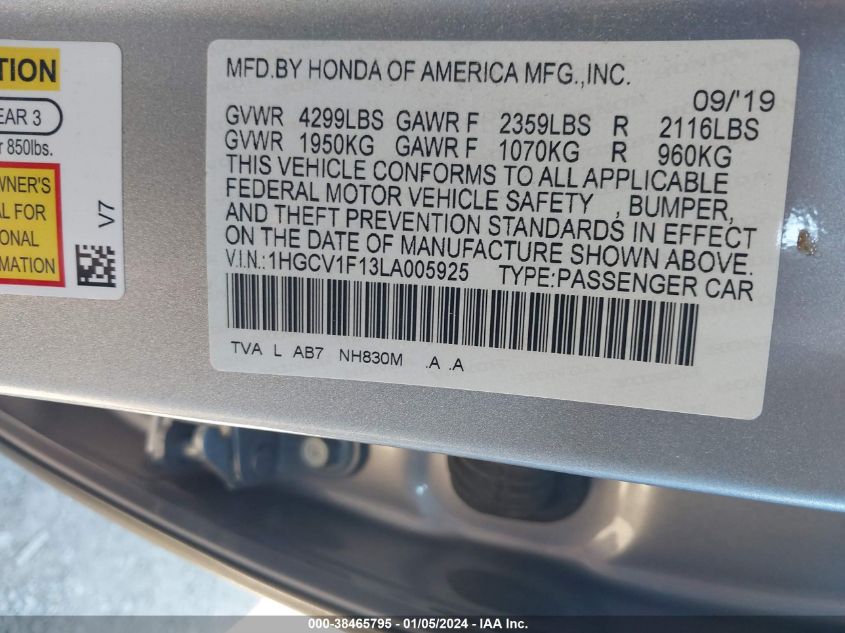 TION
EAR 3
r 850lbs.
WNER'S
AL FOR
ONAL
MATION
V7
MFD.BY HONDA OF AMERICA MFG.,INC.
09/'19
GVWR 4299LBS GAWR F 2359LBS R 2116LBS
GVWR 1950KG GAWR F 1070KG R 960KG
THIS VEHICLE CONFORMS TO ALL APPLICABLE
FEDERAL MOTOR VEHICLE SAFETY , BUMPER,
AND THEFT PREVENTION STANDARDS IN EFFECT
ON THE DATE OF MANUFACTURE SHOWN ABOVE.
V.I.N.:1HGCV1F13LA005925 TYPE:PASSENGER CAR
TVA L AB7 NH830M .A .A
000-38465795 - 01/05/2024 - IAA Inc.